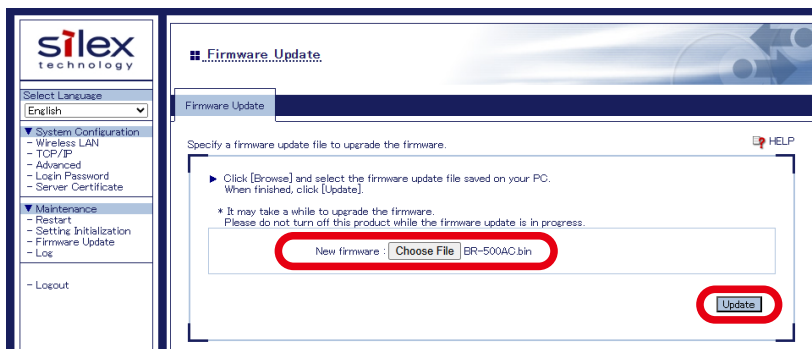 silex
technology
Select Language
English
▼ System Configuration
- Wireless LAN
- TCP/IP
- Advanced
- Login Password
- Server Certificate
▼ Maintenance
- Restart
- Setting Initialization
- Firmware Update
- Log
- Logout
Firmware Update
Firmware Update
Specify a firmware update file to upgrade the firmware.
HELP
Click [Browse] and select the firmware update file saved on your PC.
When finished, click [Update].
* It may take a while to upgrade the firmware.
Please do not turn off this product while the firmware update is in progress.
New firmware : Choose File BR-500AC.bin
Update